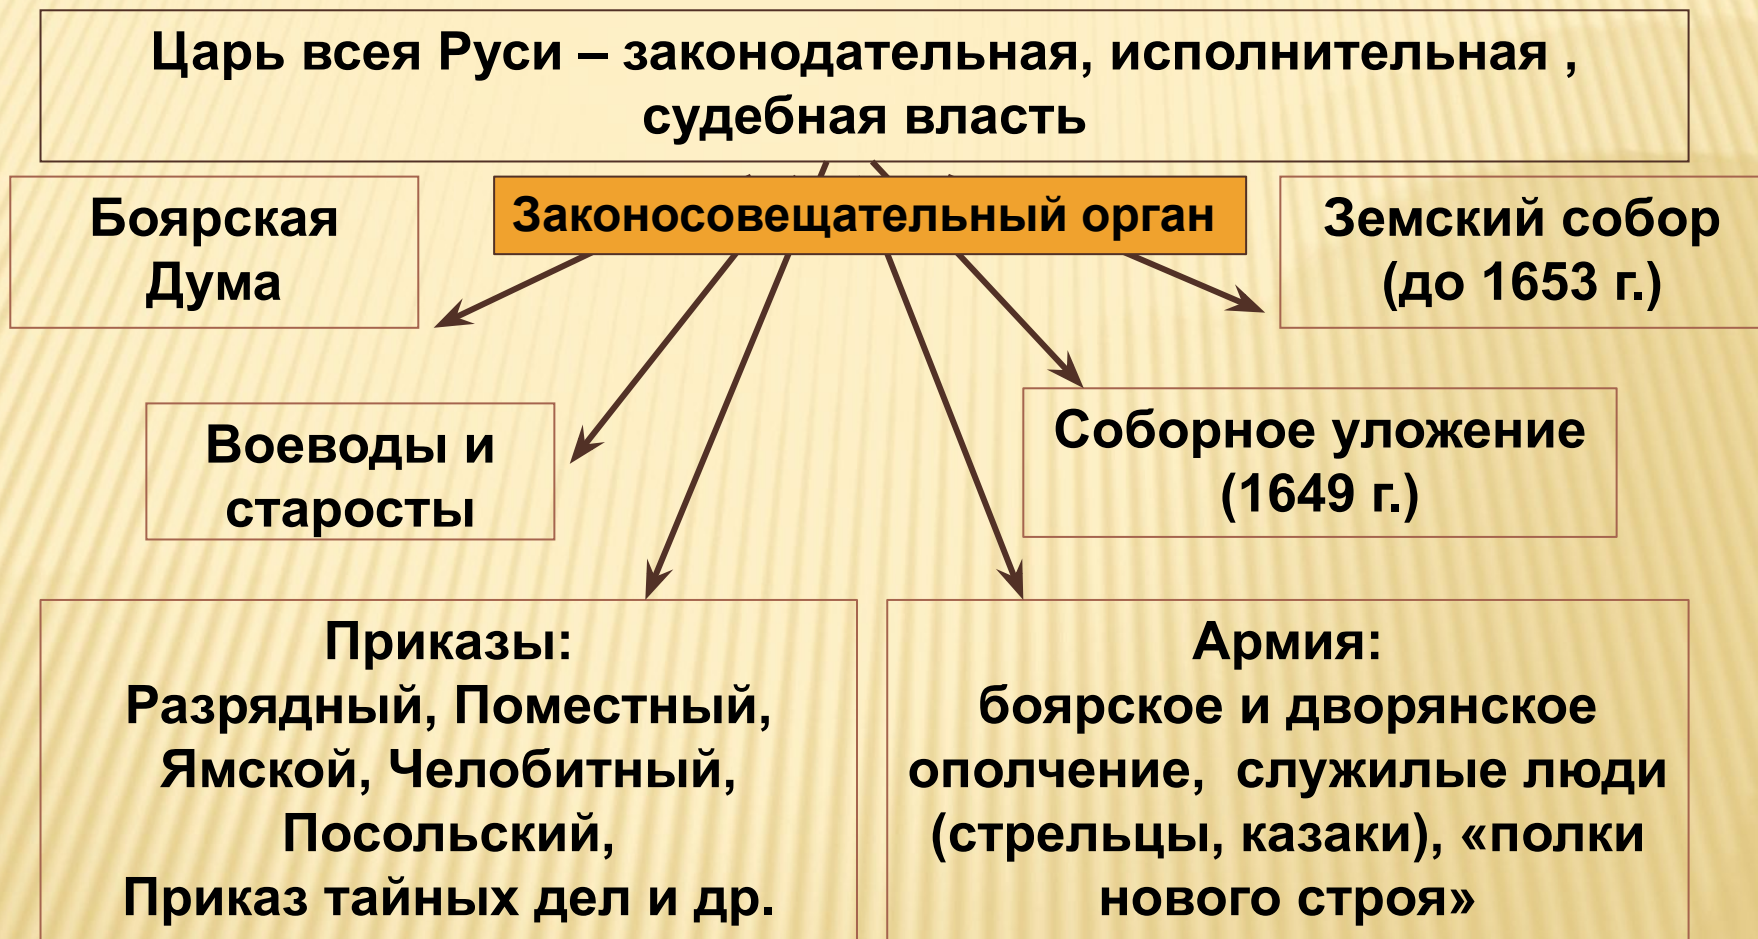 Царь всея Руси – законодательная, исполнительная ,
судебная власть
Боярская
Дума
Законосовещательный орган
Земский собор
(до 1653 г.)
Воеводы и
старосты
Соборное уложение
(1649 г.)
Приказы:
Разрядный, Поместный,
Ямской, Челобитный,
Посольский,
Приказ тайных дел и др.
Армия:
боярское и дворянское
ополчение,  служилые люди
(стрельцы, казаки), «полки
нового строя»